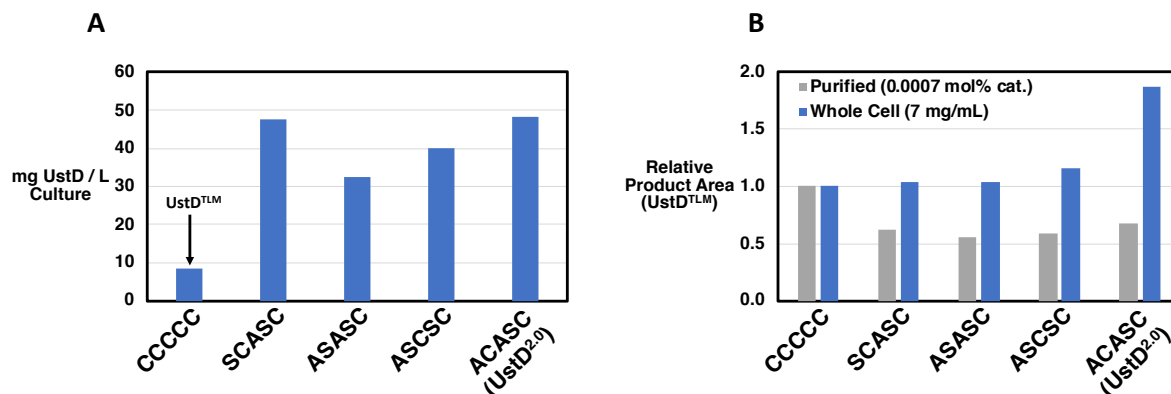 A
60
50
40
30
20
10
0
mg UstD / L
Culture
UstDᵀᴸᴹ
CCCCC
SCASC
ASASC
ASCSC
ACASC
(UstD²·⁰)
B
2.0
1.5
1.0
0.5
0.0
Relative
Product Area
(UstDᵀᴸᴹ)
Purified (0.0007 mol% cat.)
Whole Cell (7 mg/mL)
CCCCC
SCASC
ASASC
ASCSC
ACASC
(UstD²·⁰)